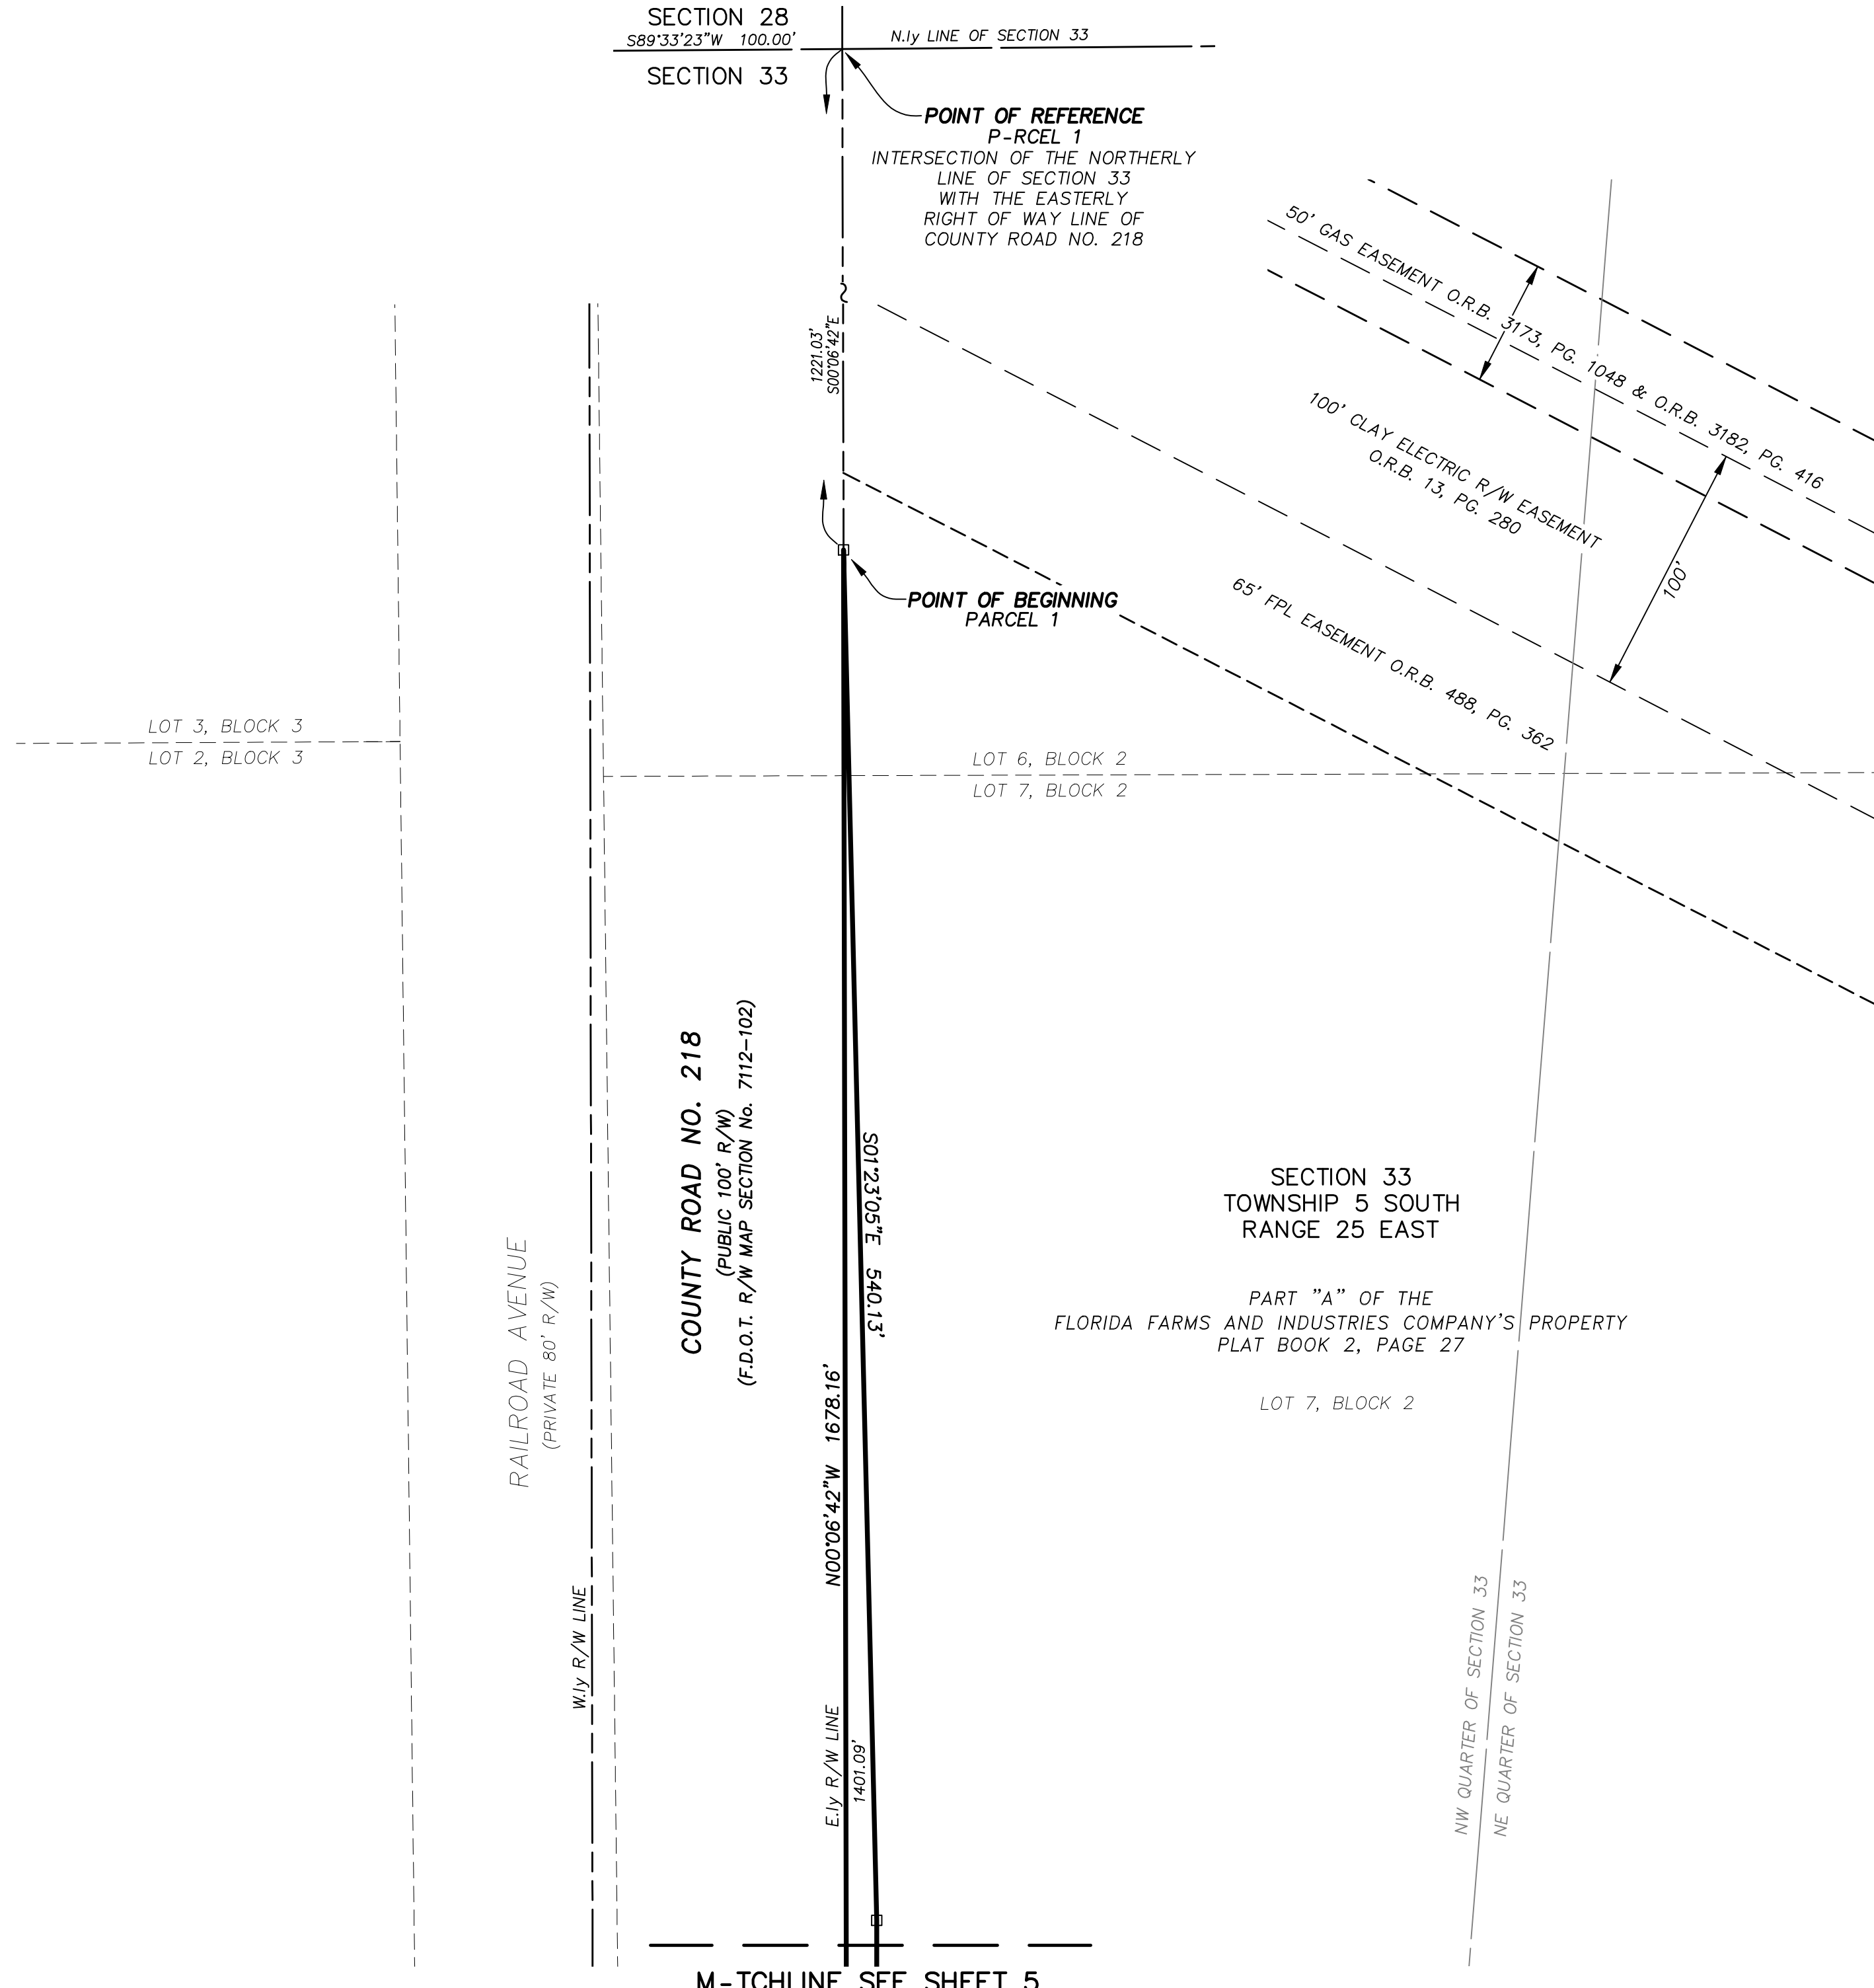 SECTION 28
S89°33'23"W 100.00'
N.ly LINE OF SECTION 33
SECTION 33
POINT OF REFERENCE
P-RCEL 1
INTERSECTION OF THE NORTHERLY
LINE OF SECTION 33
WITH THE EASTERLY
RIGHT OF WAY LINE OF
COUNTY ROAD NO. 218
50' GAS EASEMENT O.R.B. 3173, PG. 1048 & O.R.B. 3182, PG. 416
1221.03'
S00°06'42"E
100' CLAY ELECTRIC R/W EASEMENT
O.R.B. 13, PG. 280
100'
65' FPL EASEMENT O.R.B. 488, PG. 362
POINT OF BEGINNING
PARCEL 1
LOT 3, BLOCK 3
LOT 2, BLOCK 3
LOT 6, BLOCK 2
LOT 7, BLOCK 2
COUNTY ROAD NO. 218
(PUBLIC 100' R/W)
(F.D.O.T. R/W MAP SECTION No. 7112-102)
S01°23'05"E 540.13'
SECTION 33
TOWNSHIP 5 SOUTH
RANGE 25 EAST
PART "A" OF THE
FLORIDA FARMS AND INDUSTRIES COMPANY'S PROPERTY
PLAT BOOK 2, PAGE 27
LOT 7, BLOCK 2
RAILROAD AVENUE
(PRIVATE 80' R/W)
N00°06'42"W 1678.16'
W.ly R/W LINE
E.ly R/W LINE
1401.09'
NW QUARTER OF SECTION 33
NE QUARTER OF SECTION 33
M-TCHLINE SEE SHEET 5